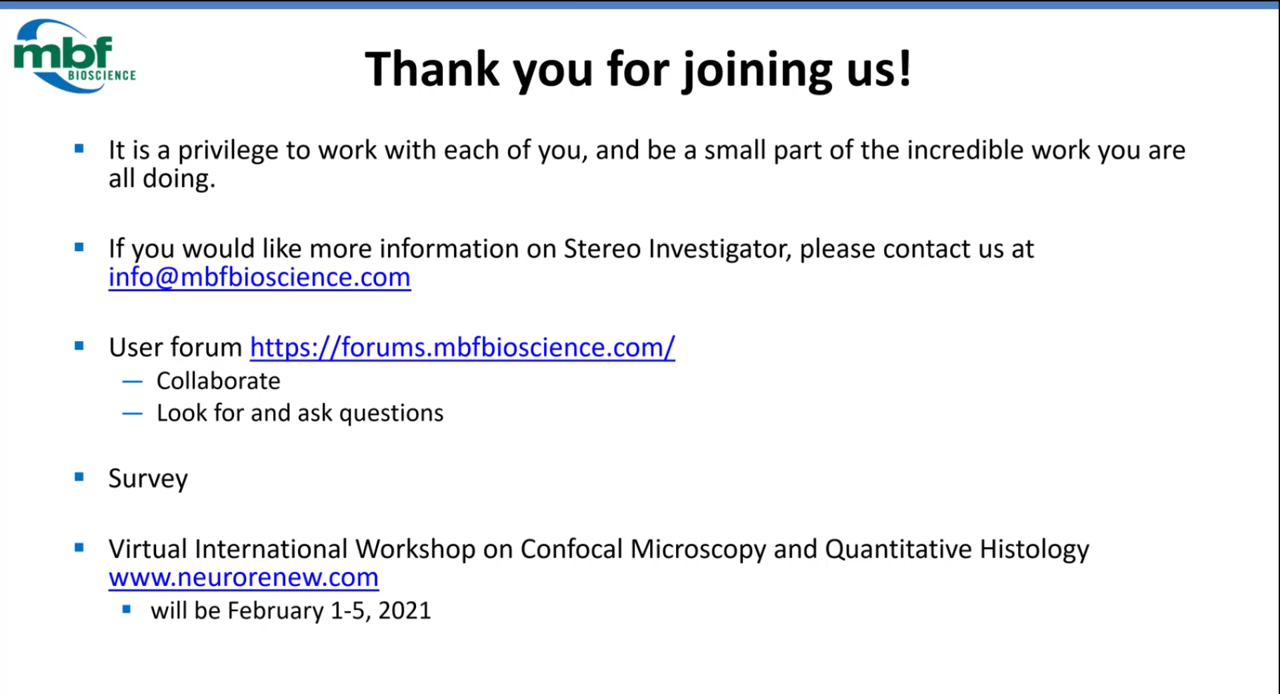 mbf
BIOSCIENCE
Thank you for joining us!
It is a privilege to work with each of you, and be a small part of the incredible work you are
all doing.
If you would like more information on Stereo Investigator, please contact us at
info@mbfbioscience.com
User forum https://forums.mbfbioscience.com/
— Collaborate
— Look for and ask questions
Survey
Virtual International Workshop on Confocal Microscopy and Quantitative Histology
www.neurorenew.com
will be February 1-5, 2021